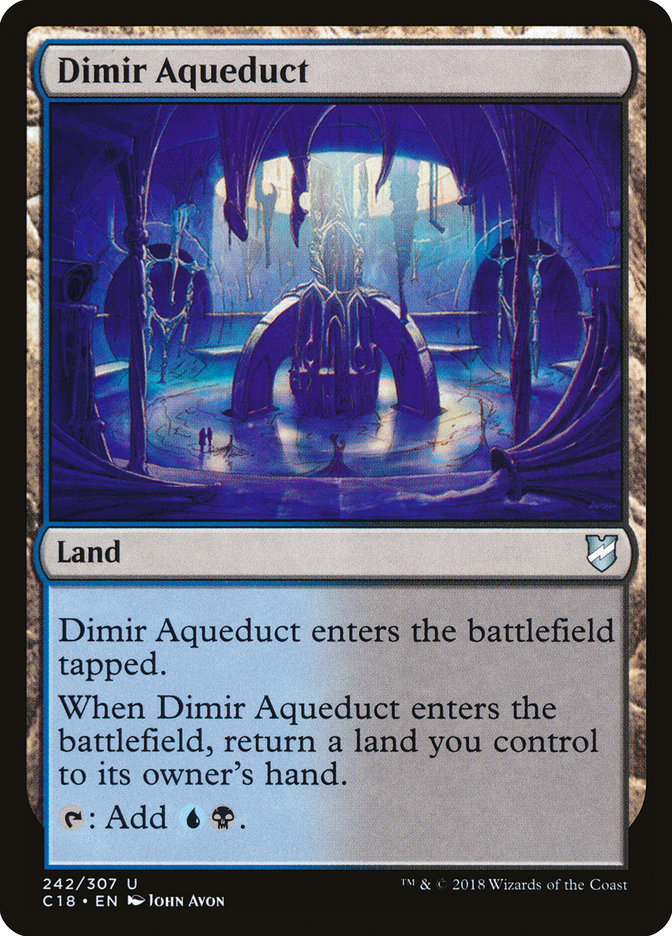 Dimir Aqueduct
Land
Dimir Aqueduct enters the battlefield
tapped.
When Dimir Aqueduct enters the
battlefield, return a land you control
to its owner's hand.
: Add .
242/307 U
C18 • EN John Avon
™ & © 2018 Wizards of the Coast